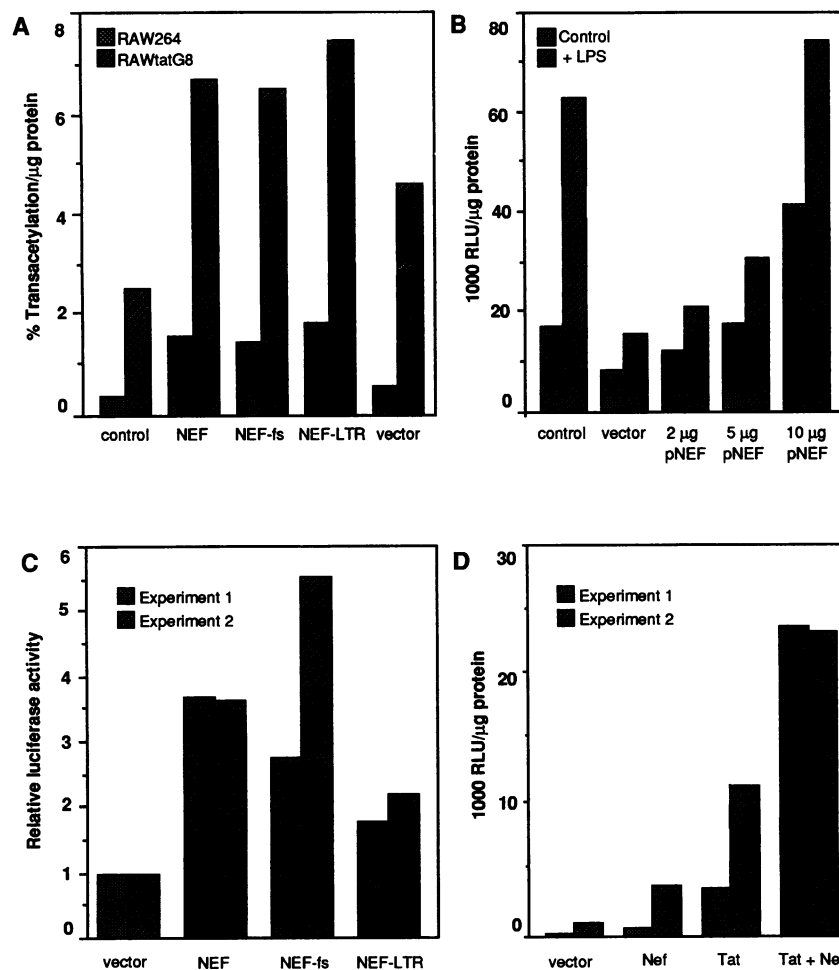 A
RAW264
RAWtatG8
% Transacetylation/µg protein
8
6
4
2
0
control NEF NEF-fs NEF-LTR vector
B
Control
+ LPS
1000 RLU/µg protein
80
60
40
20
0
control vector 2 µg pNEF 5 µg pNEF 10 µg pNEF
C
Experiment 1
Experiment 2
Relative luciferase activity
6
5
4
3
2
1
0
vector NEF NEF-fs NEF-LTR
D
Experiment 1
Experiment 2
1000 RLU/µg protein
30
20
10
0
vector Nef Tat Tat + Ne